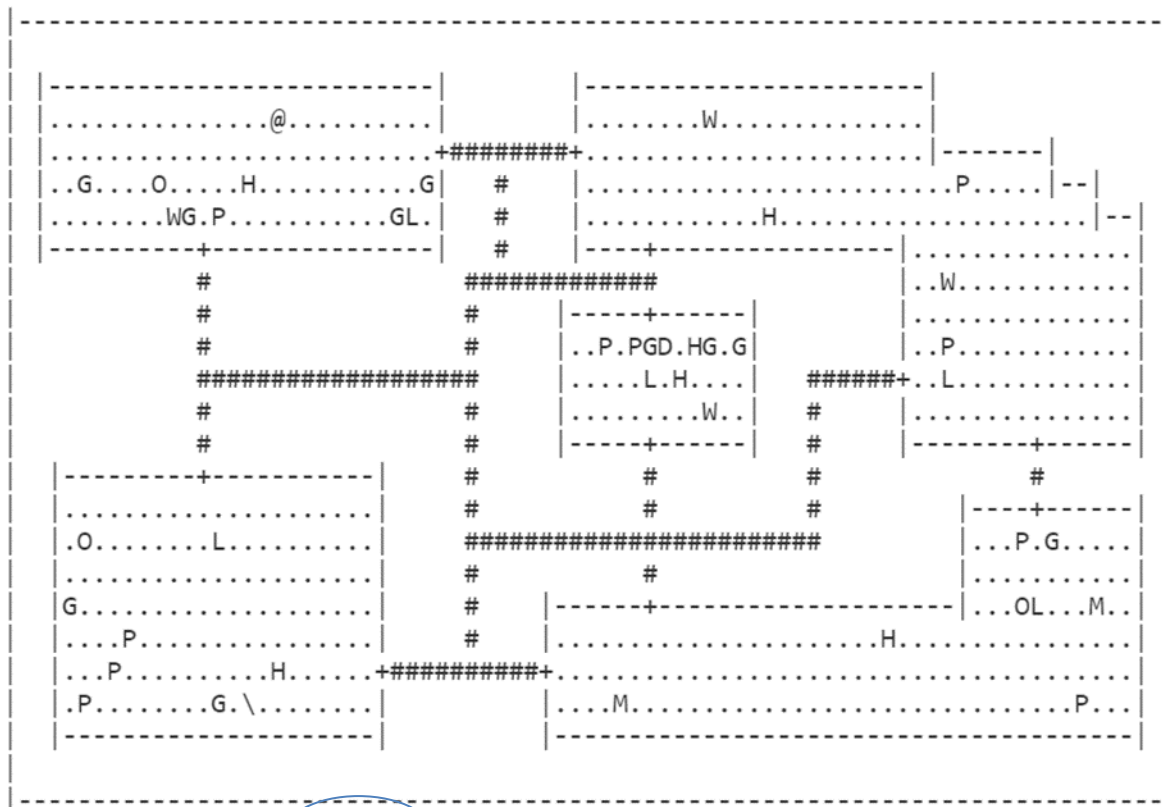 |----------------------------------------------------------------------------
|
| |--------------------------|        |-----------------------|
| |...............@..........|        |........W..............|
| |..........................+########+.......................|-------|
| |..G....O.....H...........G|   #    |.........................P.....|--|
| |........WG.P...........GL.|   #    |............H.....................|--|
| |----------+---------------|   #    |----+----------------|...............|
|            #                 #############                |..W............|
|            #                 #     |-----+------|         |...............|
|            #                 #     |..P.PGD.HG.G|         |..P............|
|            ###################     |.....L.H....|   ######+..L............|
|            #                 #     |.........W..|   #     |...............|
|            #                 #     |-----+------|   #     |--------+------|
|  |---------+-----------|     #           #          #              #
|  |.....................|     #           #          #         |----+------|
|  |.O........L..........|     ########################         |...P.G.....|
|  |.....................|     #           #                    |...........|
|  |G....................|     #    |------+--------------------|...OL...M..|
|  |....P................|     #    |......................H................|
|  |...P..........H......+##########+.......................................|
|  |.P........G.\........|          |....M..............................P...|
|  |---------------------|          |---------------------------------------|
|
|----------------------------------------------------------------------------